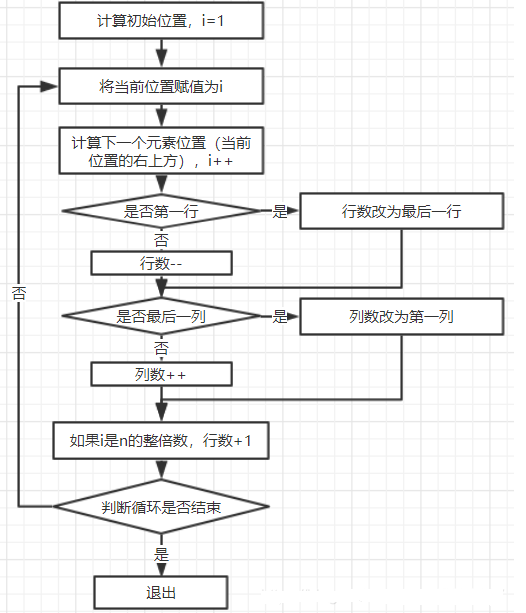 计算初始位置，i=1
将当前位置赋值为i
计算下一个元素位置（当前
位置的右上方），i++
是否第一行
是
行数改为最后一行
否
行数--
否
是否最后一列
是
列数改为第一列
否
列数++
如果i是n的整倍数，行数+1
判断循环是否结束
是
退出